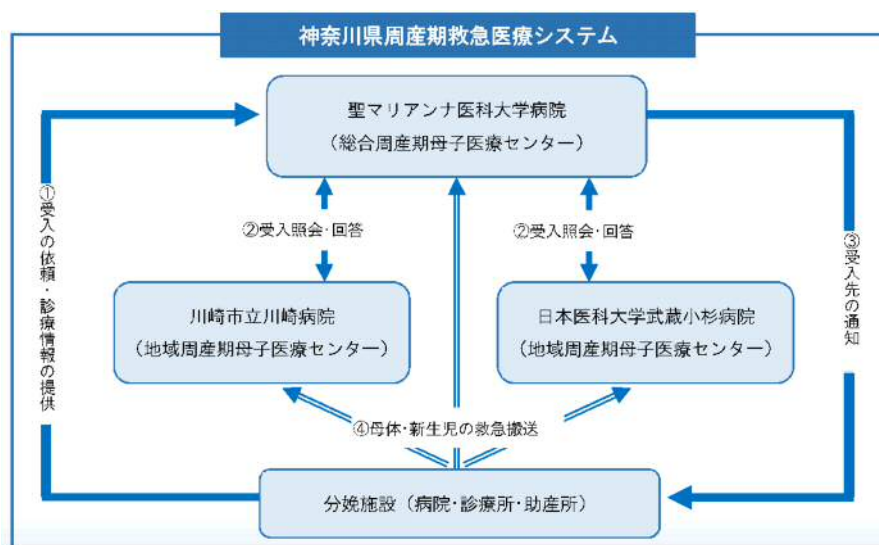 神奈川県周産期救急医療システム
聖マリアンナ医科大学病院
（総合周産期母子医療センター）
①受入の依頼・診療情報の提供
②受入照会・回答
②受入照会・回答
③受入先の通知
川崎市立川崎病院
（地域周産期母子医療センター）
日本医科大学武蔵小杉病院
（地域周産期母子医療センター）
④母体・新生児の救急搬送
分娩施設（病院・診療所・助産所）